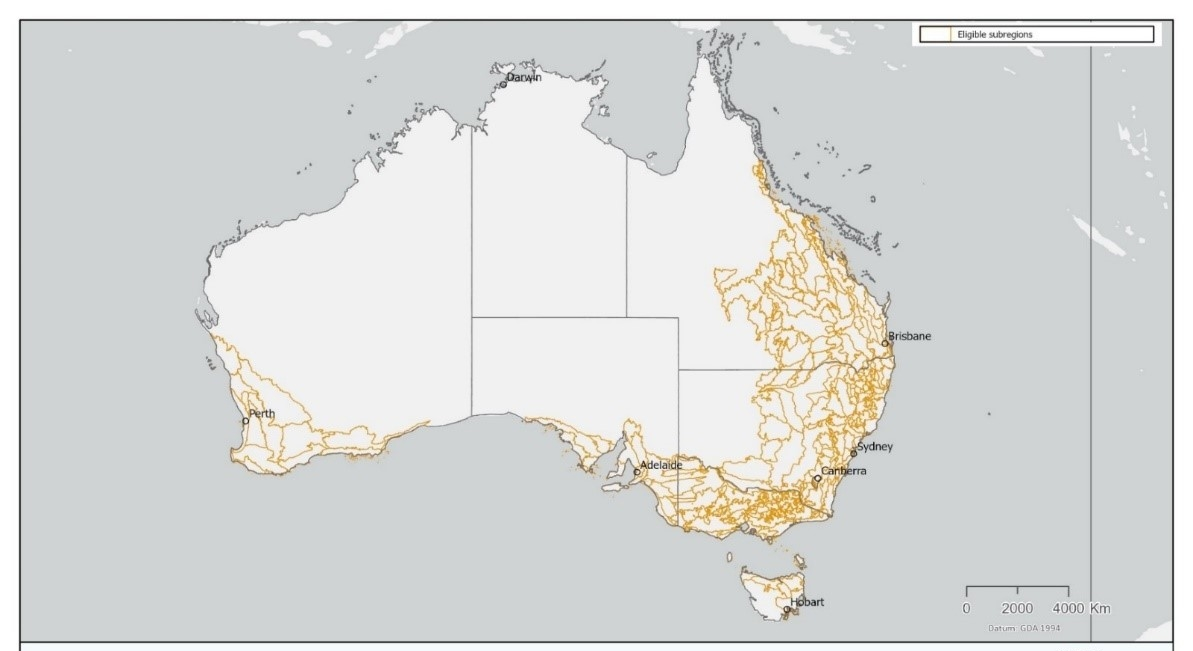 Eligible subregions
Darwin
Brisbane
Perth
Sydney
Adelaide
Canberra
Hobart
0 2000 4000 Km
Datum: GDA 1994